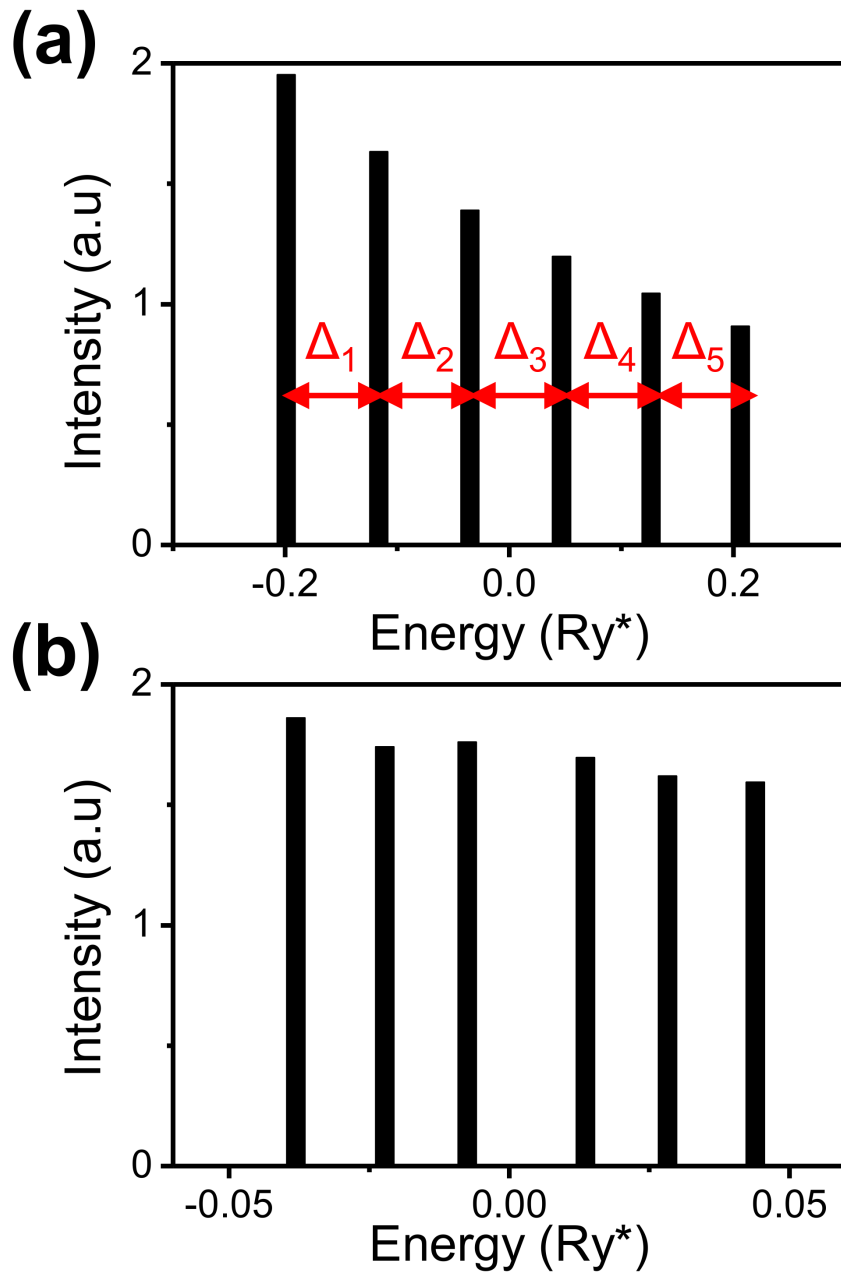 (a)
2
1
0
Intensity (a.u)
Δ1 Δ2 Δ3 Δ4 Δ5
-0.2 0.0 0.2
Energy (Ry*)
(b)
2
1
0
Intensity (a.u)
-0.05 0.00 0.05
Energy (Ry*)